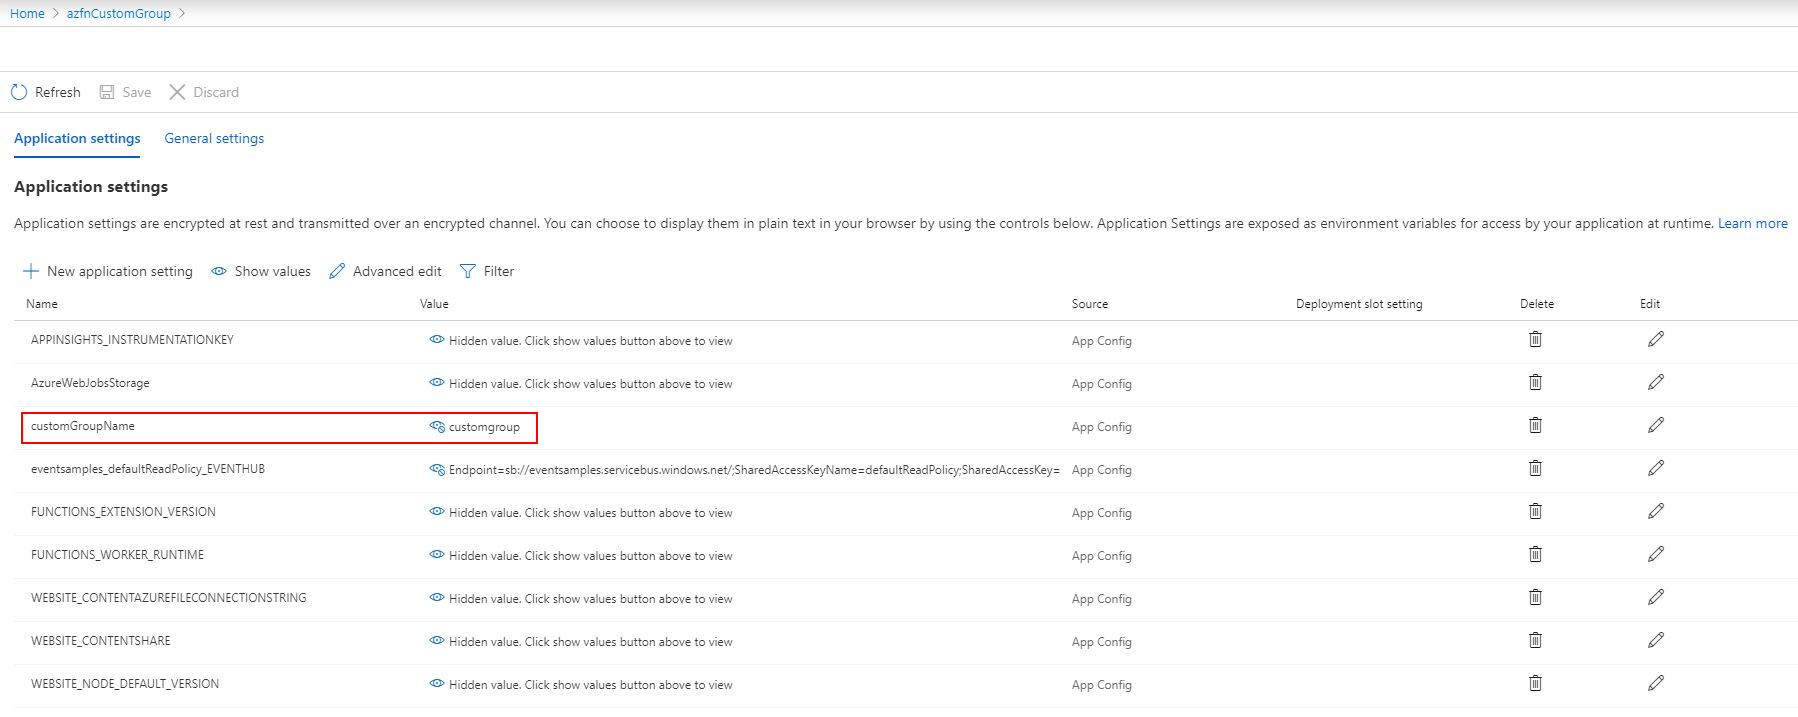 Home > azfnCustomGroup >
Refresh Save Discard
Application settings General settings
Application settings
Application settings are encrypted at rest and transmitted over an encrypted channel. You can choose to display them in plain text in your browser by using the controls below. Application Settings are exposed as environment variables for access by your application at runtime. Learn more
New application setting Show values Advanced edit Filter
Name Value Source Deployment slot setting Delete Edit
APPINSIGHTS_INSTRUMENTATIONKEY Hidden value. Click show values button above to view App Config
AzureWebJobsStorage Hidden value. Click show values button above to view App Config
customGroupName customgroup App Config
eventsamples_defaultReadPolicy_EVENTHUB Endpoint=sb://eventsamples.servicebus.windows.net/;SharedAccessKeyName=defaultReadPolicy;SharedAccessKey= App Config
FUNCTIONS_EXTENSION_VERSION Hidden value. Click show values button above to view App Config
FUNCTIONS_WORKER_RUNTIME Hidden value. Click show values button above to view App Config
WEBSITE_CONTENTAZUREFILECONNECTIONSTRING Hidden value. Click show values button above to view App Config
WEBSITE_CONTENTSHARE Hidden value. Click show values button above to view App Config
WEBSITE_NODE_DEFAULT_VERSION Hidden value. Click show values button above to view App Config